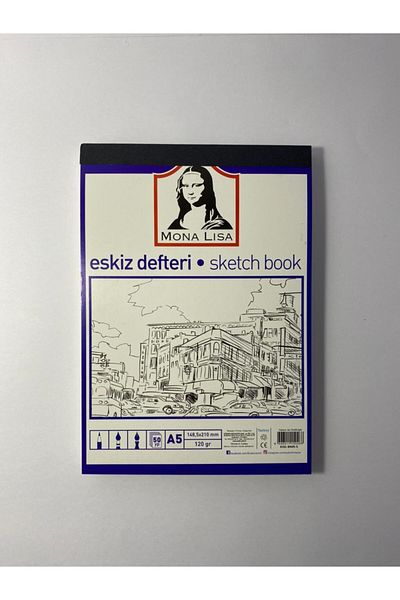 MONA LISA
eskiz defteri • sketch book
50
A5
148,5x210 mm
120 gr